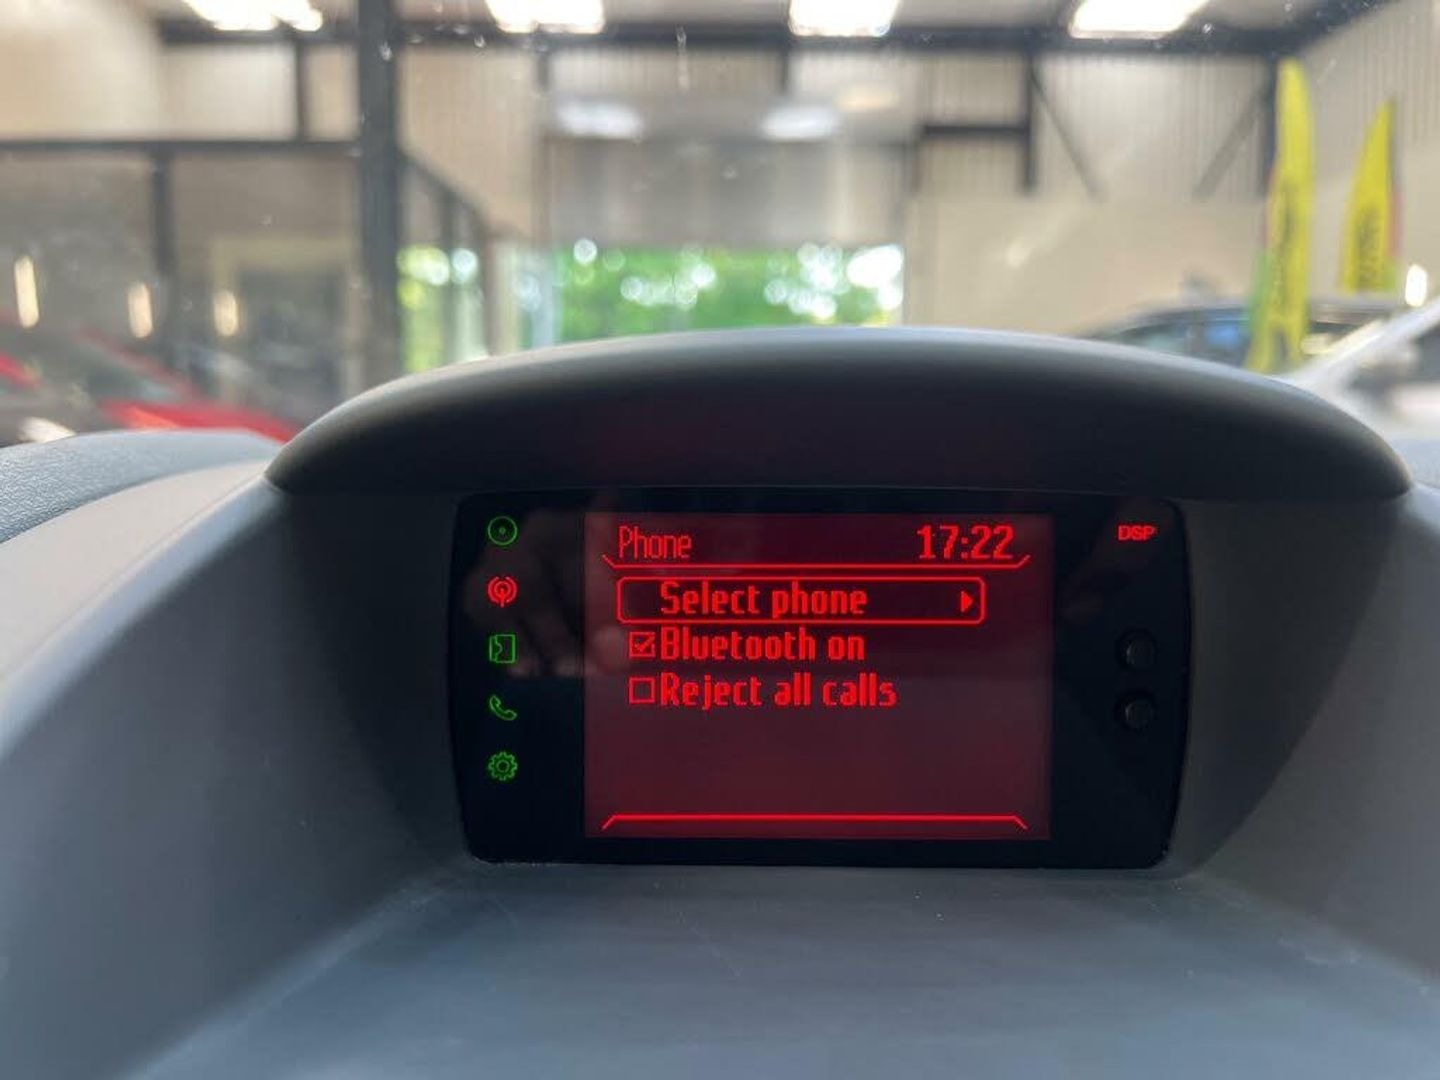 Phone 17:22 DSP
Select phone
Bluetooth on
Reject all calls